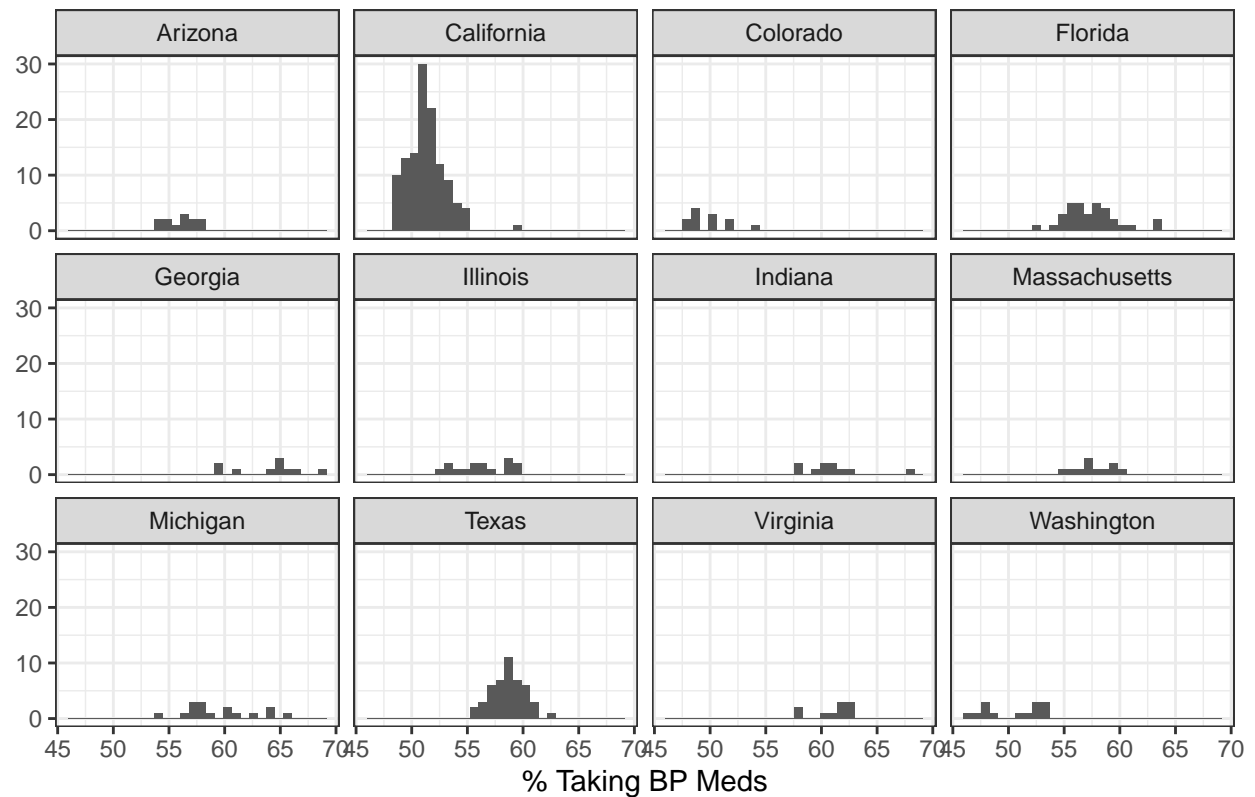 Arizona California Colorado Florida
30
20
10
0
Georgia Illinois Indiana Massachusetts
30
20
10
0
Michigan Texas Virginia Washington
30
20
10
0
45 50 55 60 65 70 45 50 55 60 65 70 45 50 55 60 65 70 45 50 55 60 65 70
% Taking BP Meds